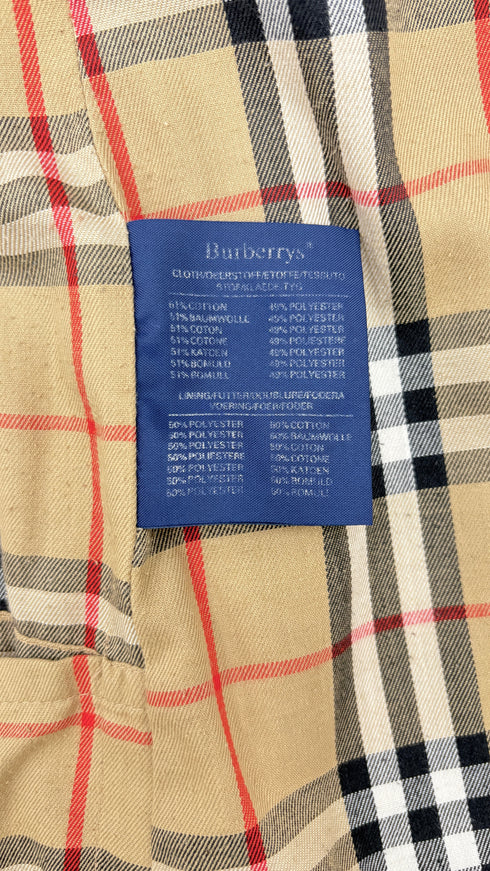 Burberrys®
CLOTH/OBERSTOFF/ETOFFE/TESSUTO
STOF/KLAEDE/TYG
51% COTTON 49% POLYESTER
51% BAUMWOLLE 49% POLYESTER
51% COTON 49% POLYESTER
51% COTONE 49% POLIESTERE
51% KATOEN 49% POLYESTER
51% BOMULD 49% POLYESTER
51% BOMULL 49% POLYESTER
LINING/FUTTER/DOUBLURE/FODERA
VOERING/FOER/FODER
50% POLYESTER 50% COTTON
50% POLYESTER 50% BAUMWOLLE
50% POLYESTER 50% COTON
50% POLIESTERE 50% COTONE
50% POLYESTER 50% KATOEN
50% POLYESTER 50% BOMULD
50% POLYESTER 50% BOMULL